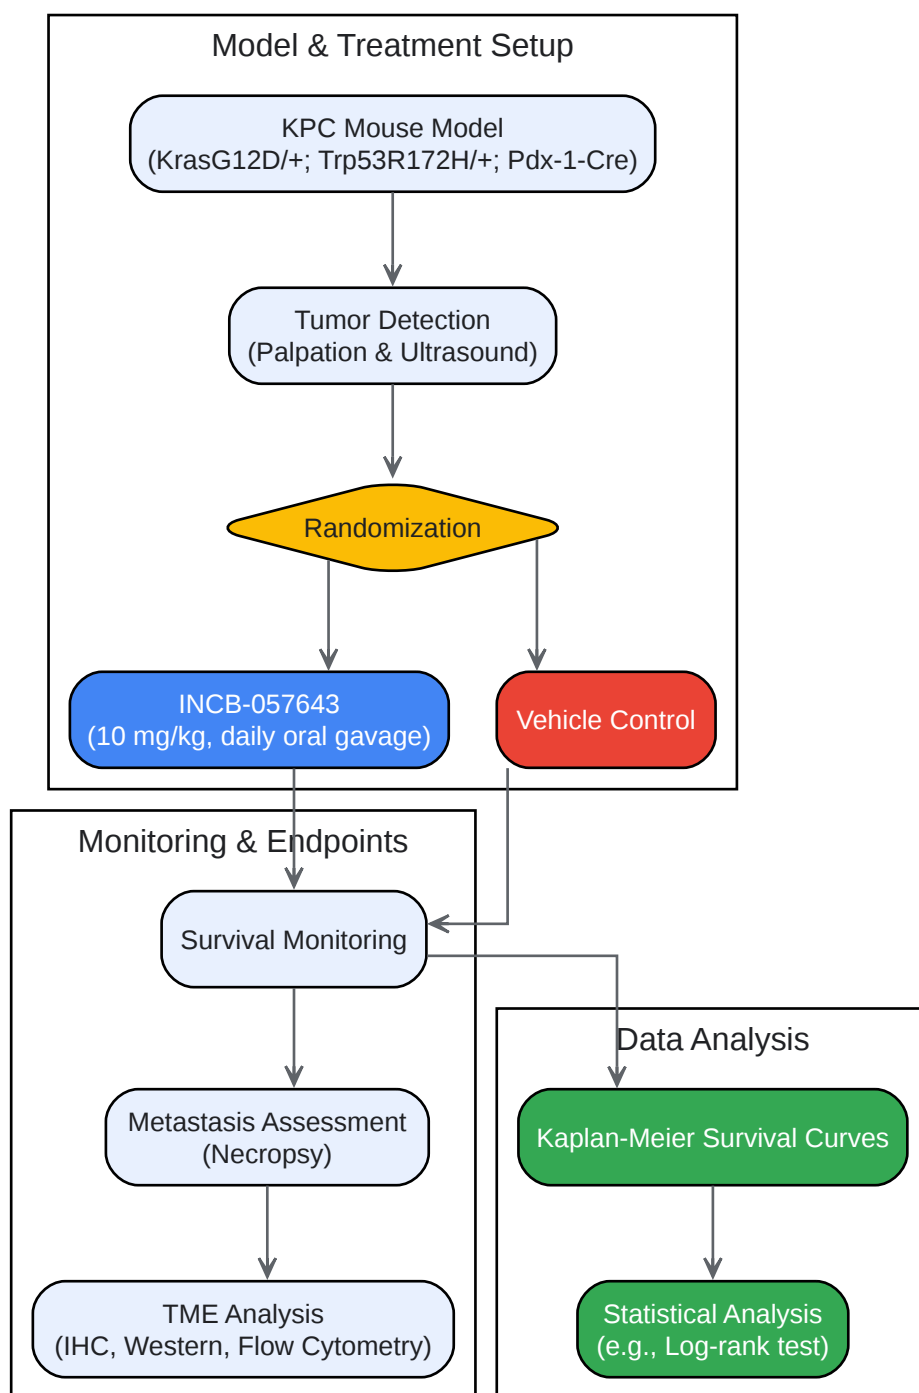 Model & Treatment Setup
KPC Mouse Model
(KrasG12D/+; Trp53R172H/+; Pdx-1-Cre)
Tumor Detection
(Palpation & Ultrasound)
Randomization
INCB-057643
(10 mg/kg, daily oral gavage)
Vehicle Control
Monitoring & Endpoints
Survival Monitoring
Metastasis Assessment
(Necropsy)
TME Analysis
(IHC, Western, Flow Cytometry)
Data Analysis
Kaplan-Meier Survival Curves
Statistical Analysis
(e.g., Log-rank test)